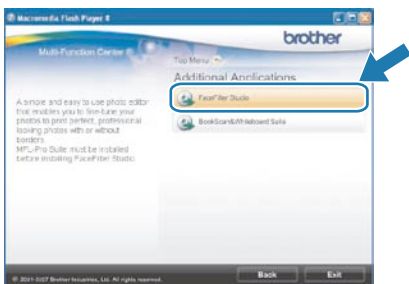 Macromedia Flash Player 8
brother
Multi-Function Center ®
Top Menu
Additional Applications
FaceFilter Studio
BookScan&Whiteboard Suite
A simple and easy to use photo editor
that enables you to fine-tune your
photos to print perfect, professional
looking photos with or without
borders.
MFL-Pro Suite must be installed
before installing FaceFilter Studio.
© 2001-2007 Brother Industries, Ltd. All rights reserved.
Back
Exit